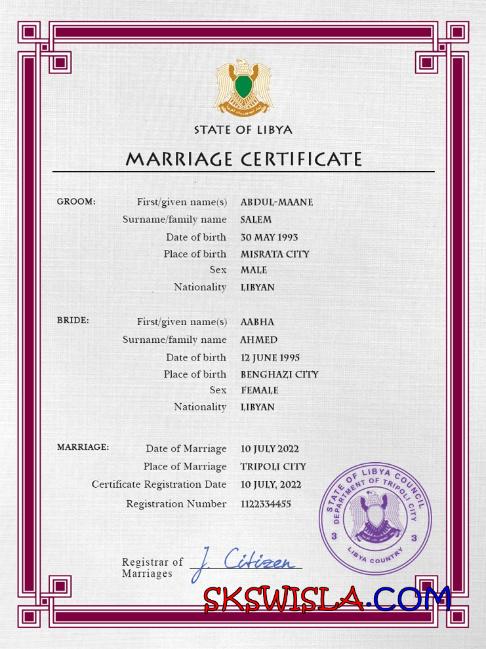 STATE OF LIBYA
MARRIAGE CERTIFICATE
GROOM: First/given name(s) ABDUL-MAANE
Surname/family name SALEM
Date of birth 30 MAY 1993
Place of birth MISRATA CITY
Sex MALE
Nationality LIBYAN
BRIDE: First/given name(s) AABHA
Surname/family name AHMED
Date of birth 12 JUNE 1995
Place of birth BENGHAZI CITY
Sex FEMALE
Nationality LIBYAN
MARRIAGE: Date of Marriage 10 JULY 2022
Place of Marriage TRIPOLI CITY
Certificate Registration Date 10 JULY, 2022
Registration Number 1122334455
STATE OF LIBYA COUNCIL
DEPARTMENT OF TRIPOLI CITY
3 3
LIBYA COUNTRY
Registrar of
Marriages
J. Citizen
SKSWISLA.COM